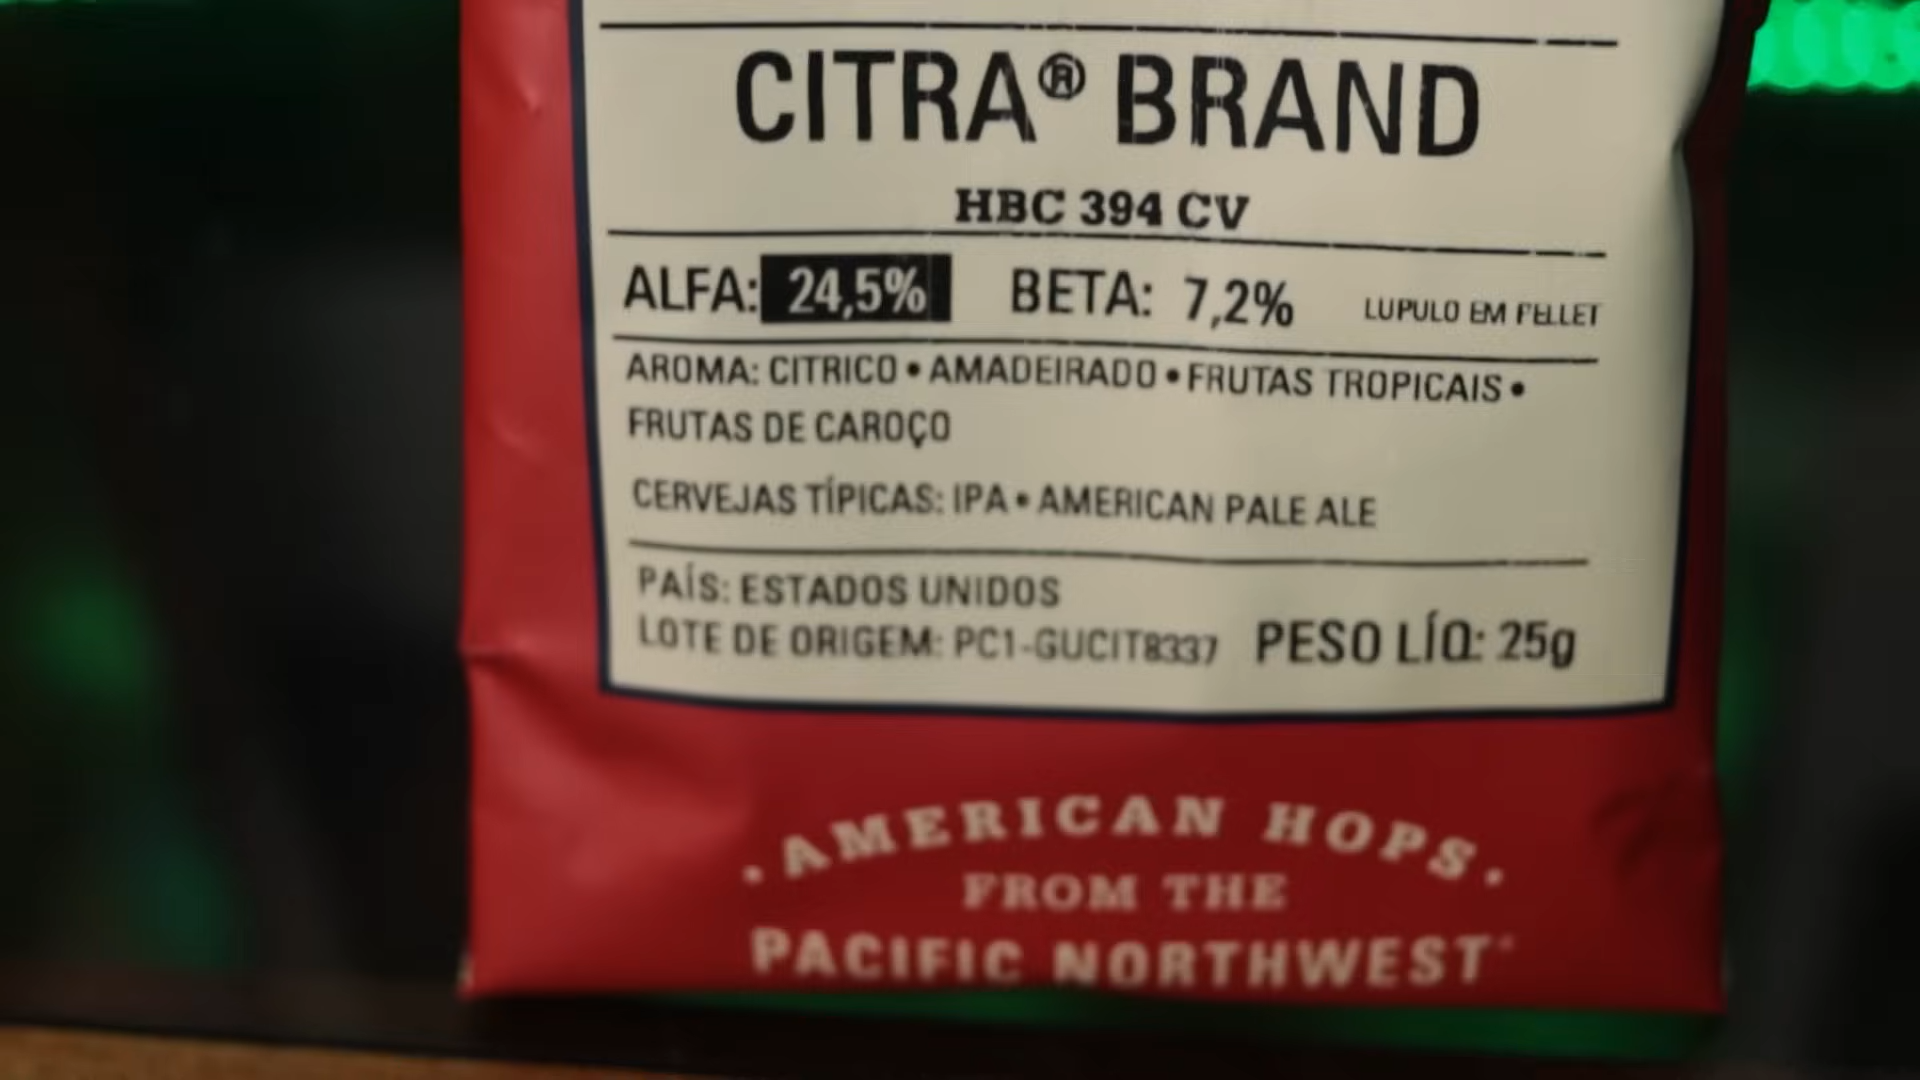 CITRA® BRAND
HBC 394 CV
ALFA: 24,5% BETA: 7,2% LUPULO EM PELLET
AROMA: CITRICO • AMADEIRADO • FRUTAS TROPICAIS •
FRUTAS DE CAROÇO
CERVEJAS TÍPICAS: IPA • AMERICAN PALE ALE
PAÍS: ESTADOS UNIDOS
LOTE DE ORIGEM: PC1-GUCIT8337 PESO LÍQ: 25g
· AMERICAN HOPS ·
FROM THE
PACIFIC NORTHWEST